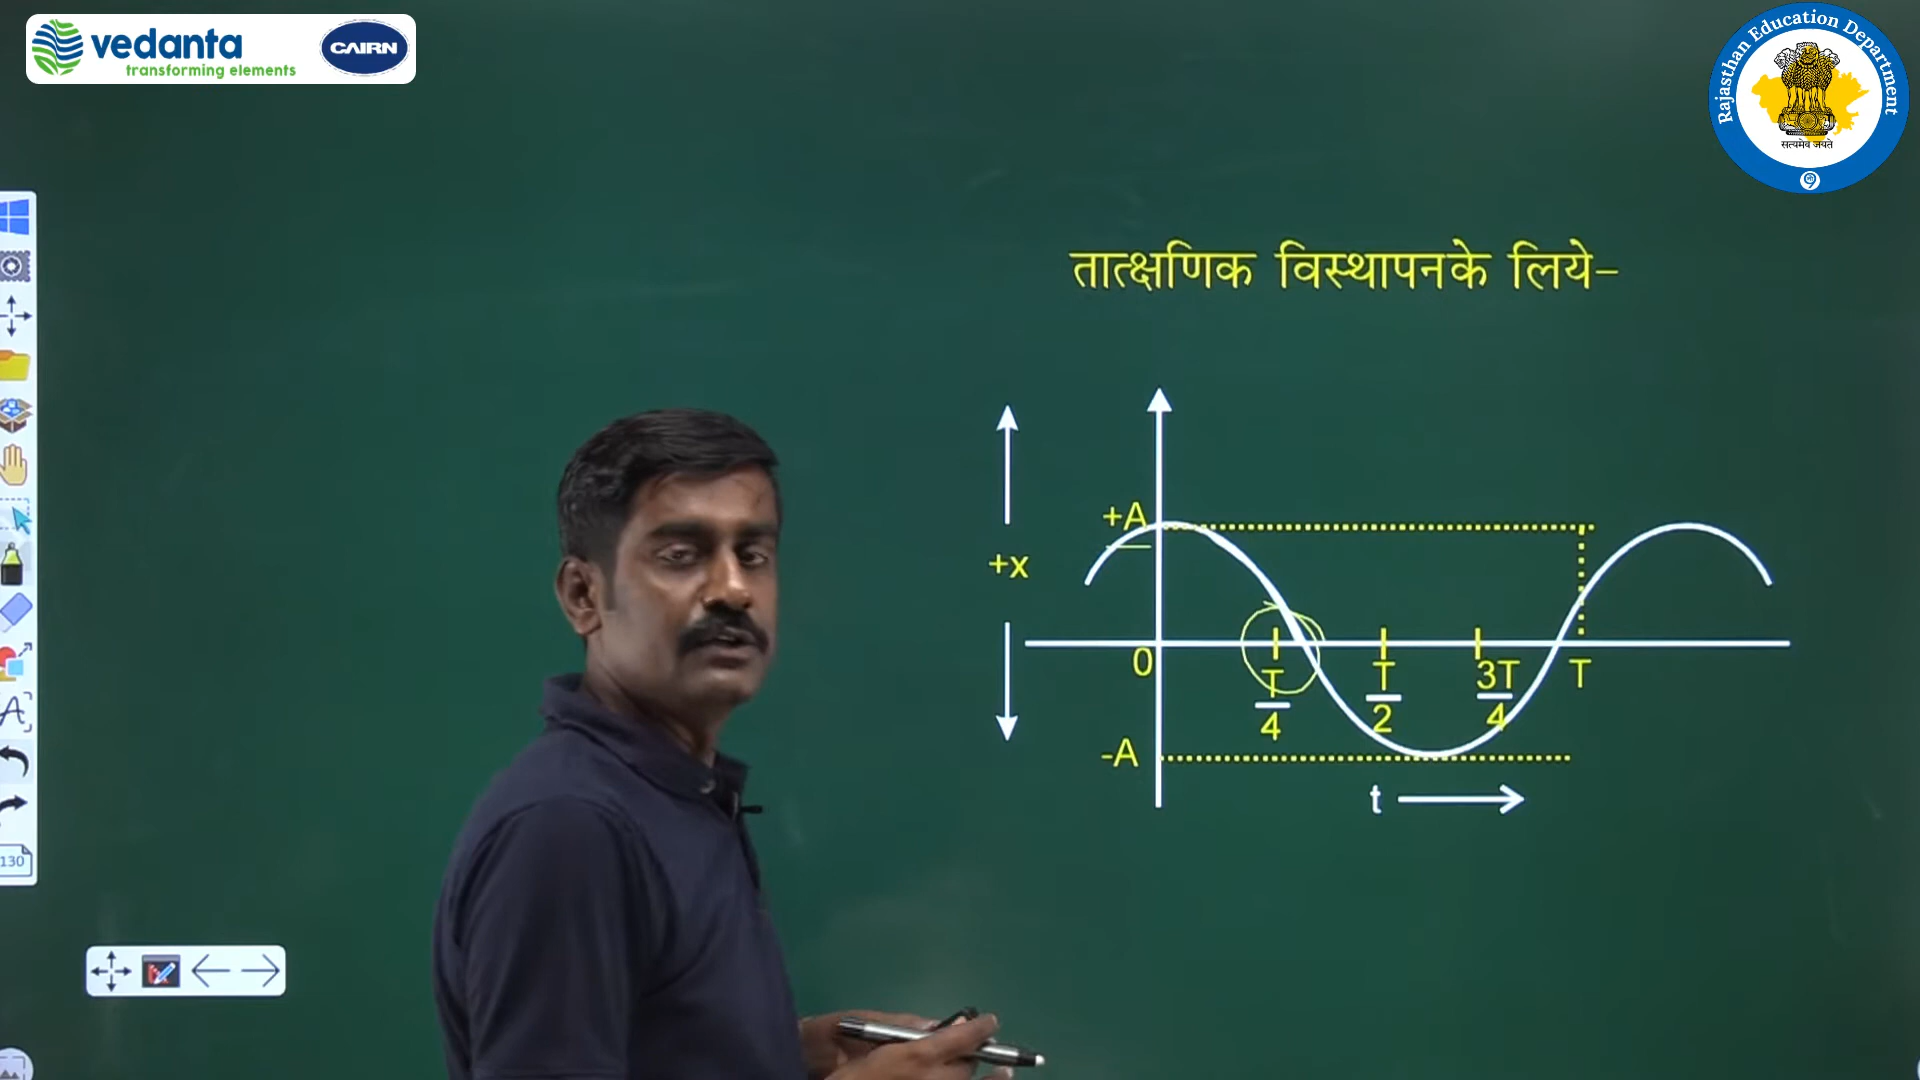 vedanta
transforming elements
CAIRN
Rajasthan Education Department
सत्यमेव जयते
तात्क्षणिक विस्थापनके लिये–
+A
+x
0
T
4
T
2
3T
4
T
-A
t
130